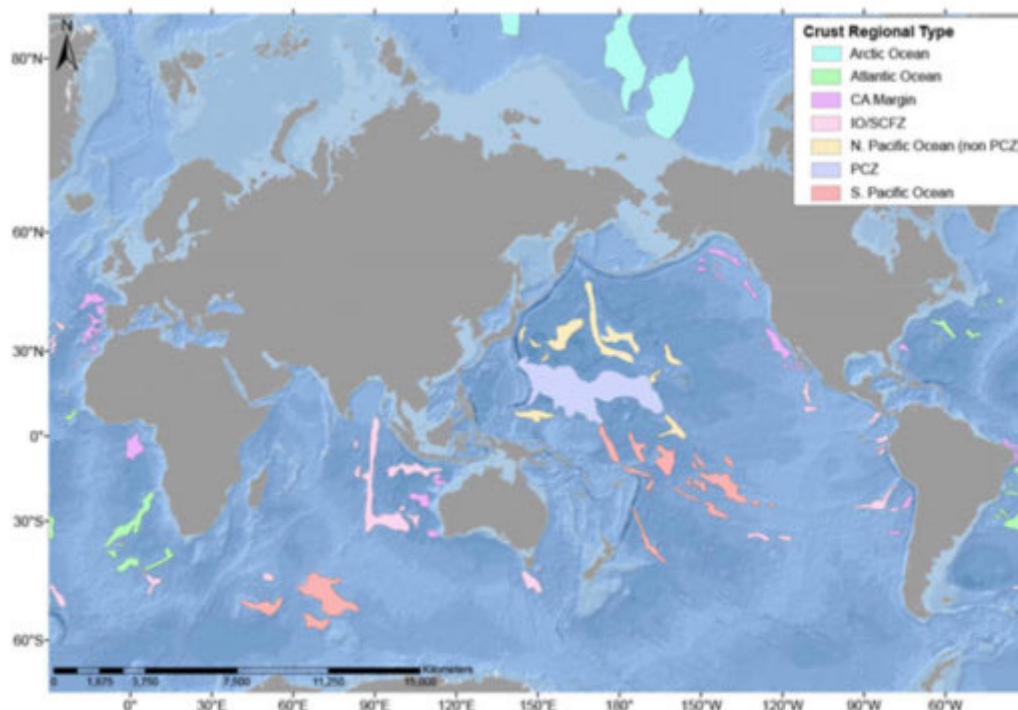 N
Crust Regional Type
Arctic Ocean
Atlantic Ocean
CA Margin
IO/SCFZ
N. Pacific Ocean (non PCZ)
PCZ
S. Pacific Ocean
80°N
60°N
30°N
0°
30°S
60°S
Kilometers
0 1,875 3,750 7,500 11,250 15,000
0° 30°E 60°E 90°E 120°E 150°E 180° 150°W 120°W 90°W 60°W